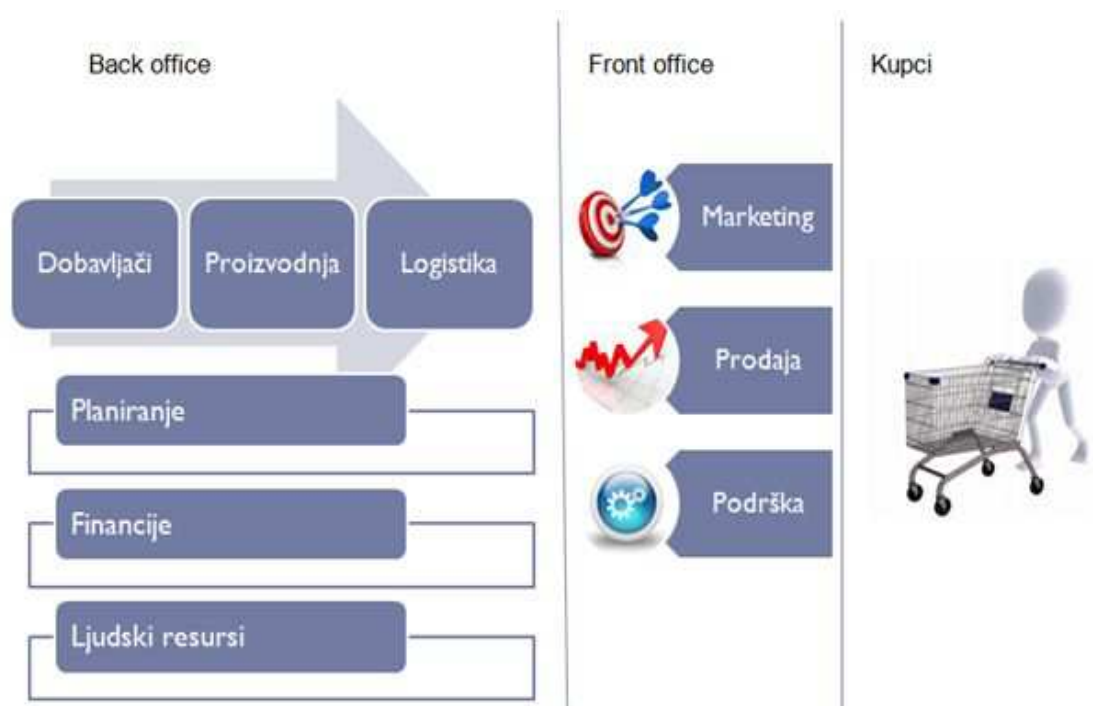 Back office
Front office
Kupci
Dobavljači
Proizvodnja
Logistika
Planiranje
Financije
Ljudski resursi
Marketing
Prodaja
Podrška